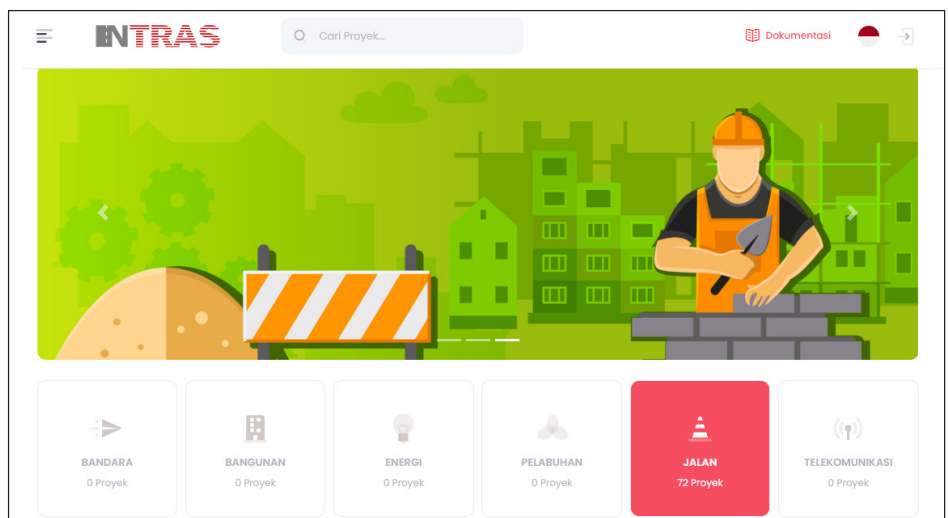 ENTRAS
Cari Proyek...
Dokumentasi
BANDARA
0 Proyek
BANGUNAN
0 Proyek
ENERGI
0 Proyek
PELABUHAN
0 Proyek
JALAN
72 Proyek
TELEKOMUNIKASI
0 Proyek